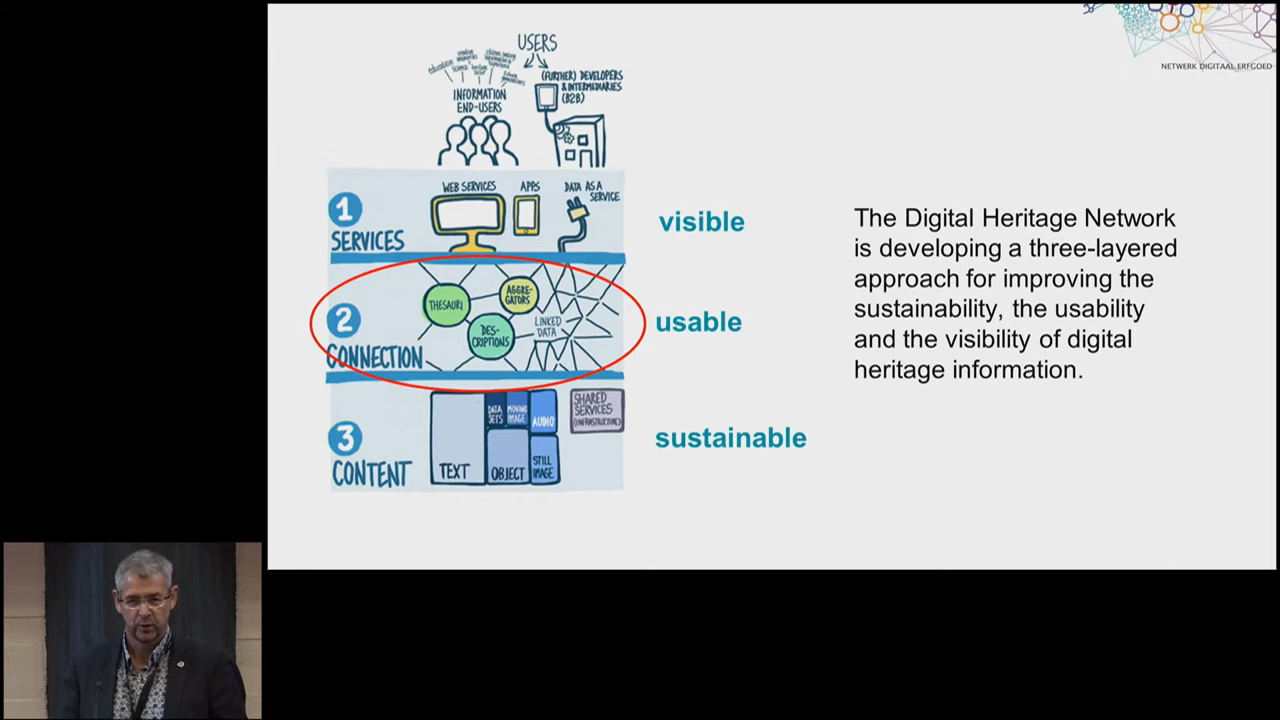 USERS
education
science
(FURTHER) DEVELOPERS
& INTERMEDIARIES
(B2B)
INFORMATION
END-USERS
WEB SERVICES
APPS
DATA AS A
SERVICE
1
SERVICES
visible
THESAURI
AGGRE-
GATORS
DES-
CRIPTIONS
LINKED
DATA
2
CONNECTION
usable
DATA
SETS
MOVING
IMAGE
AUDIO
SHARED
SERVICES
(INFRASTRUCTURE)
3
CONTENT
TEXT
OBJECT
STILL
IMAGE
sustainable
NETWERK DIGITAAL ERFGOED
The Digital Heritage Network
is developing a three-layered
approach for improving the
sustainability, the usability
and the visibility of digital
heritage information.